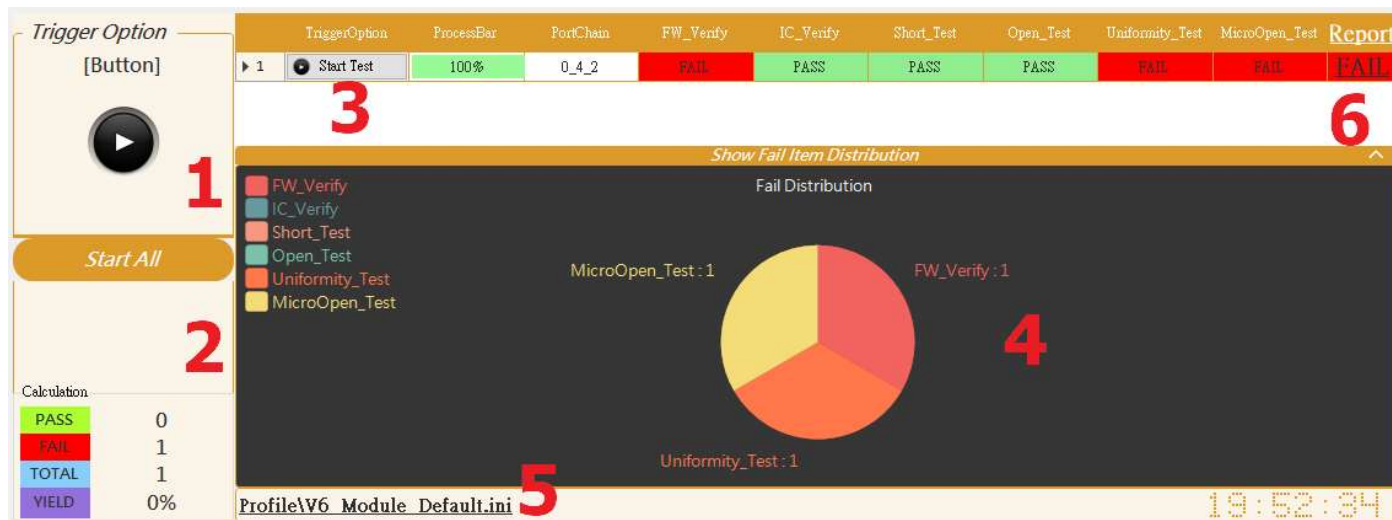 Trigger Option
[Button]
1
Start All
2
Calculation
PASS 0
FAIL 1
TOTAL 1
YIELD 0%
TriggerOption ProcessBar PortChain FW_Verify IC_Verify Short_Test Open_Test Uniformity_Test MicroOpen_Test Report
1 Start Test 100% 0_4_2 FAIL PASS PASS PASS FAIL FAIL FAIL
3
6
Show Fail Item Distribution
Fail Distribution
FW_Verify
IC_Verify
Short_Test
Open_Test
Uniformity_Test
MicroOpen_Test
MicroOpen_Test : 1
FW_Verify : 1
4
Uniformity_Test : 1
5
Profile\V6_Module_Default.ini
19:52:34